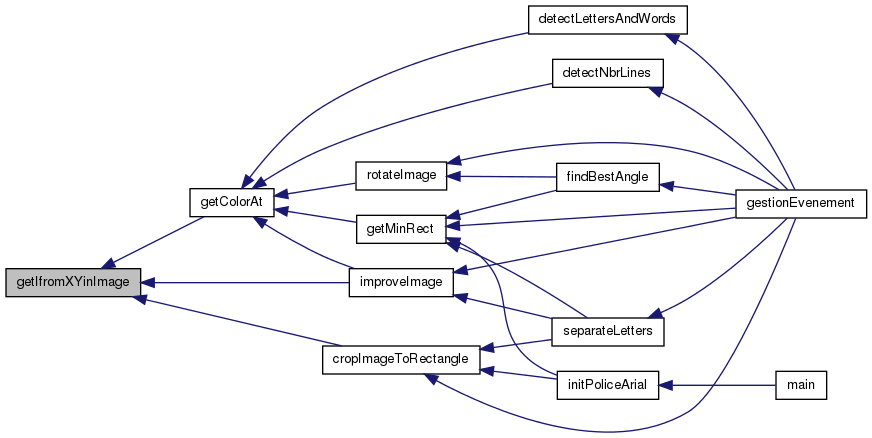 detectLettersAndWords
detectNbrLines
rotateImage
findBestAngle
getColorAt
gestionEvenement
getMinRect
getIfromXYinImage
improveImage
separateLetters
cropImageToRectangle
initPoliceArial
main